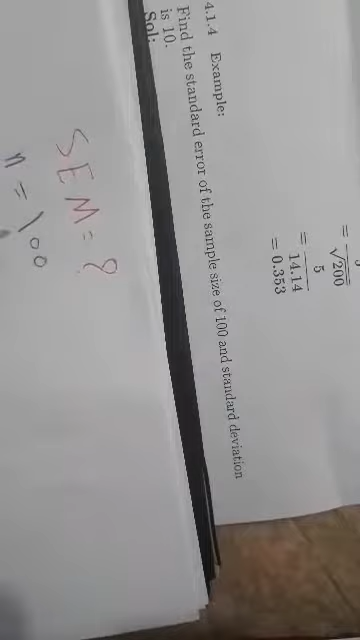 = 5/√200
= 5/14.14
= 0.353
4.1.4 Example:
Find the standard error of the sample size of 100 and standard deviation
is 10.
Sol:
SEM = ?
n = 100